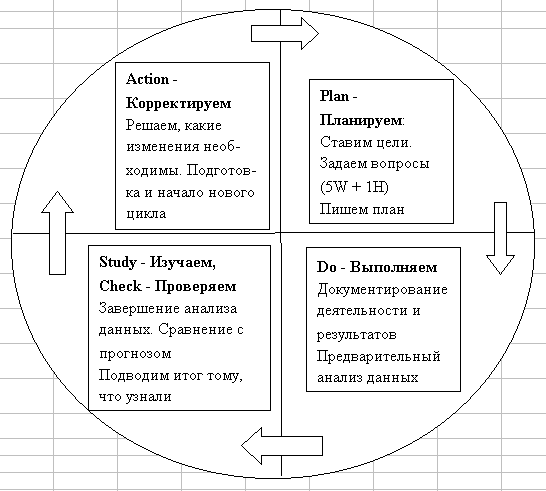 Action -
Корректируем
Решаем, какие
изменения необ-
ходимы. Подготов-
ка и начало нового
цикла
Plan -
Планируем:
Ставим цели.
Задаем вопросы
(5W + 1H)
Пишем план
Study - Изучаем,
Check - Проверяем
Завершение анализа
данных. Сравнение с
прогнозом
Подводим итог тому,
что узнали
Do - Выполняем
Документирование
деятельности и
результатов
Предварительный
анализ данных